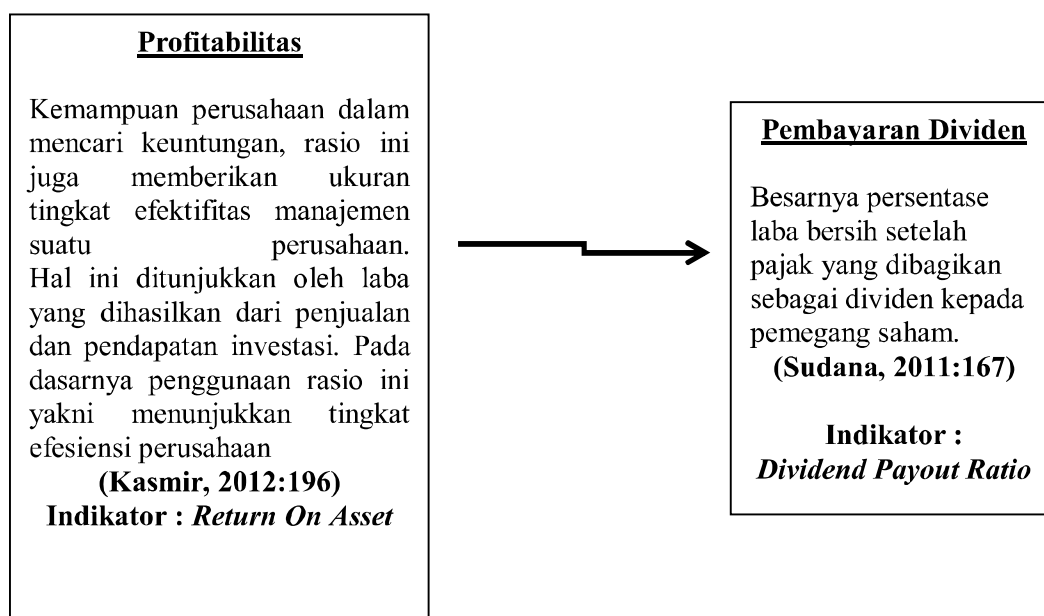 Profitabilitas
Kemampuan perusahaan dalam
mencari keuntungan, rasio ini
juga memberikan ukuran
tingkat efektifitas manajemen
suatu perusahaan.
Hal ini ditunjukkan oleh laba
yang dihasilkan dari penjualan
dan pendapatan investasi. Pada
dasarnya penggunaan rasio ini
yakni menunjukkan tingkat
efesiensi perusahaan
(Kasmir, 2012:196)
Indikator : Return On Asset
Pembayaran Dividen
Besarnya persentase
laba bersih setelah
pajak yang dibagikan
sebagai dividen kepada
pemegang saham.
(Sudana, 2011:167)
Indikator :
Dividend Payout Ratio